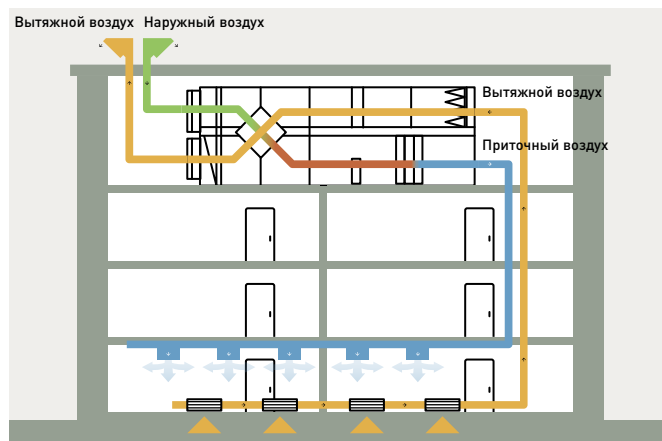 Вытяжной воздух
Наружный воздух
Вытяжной воздух
Приточный воздух